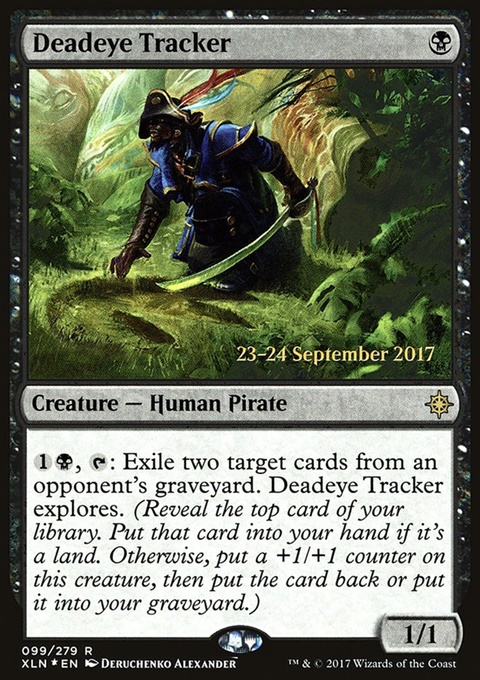 Deadeye Tracker
23–24 September 2017
Creature — Human Pirate
1 , : Exile two target cards from an
opponent's graveyard. Deadeye Tracker
explores. (Reveal the top card of your
library. Put that card into your hand if it's
a land. Otherwise, put a +1/+1 counter on
this creature, then put the card back or put
it into your graveyard.)
1/1
099/279 R
XLN ★ EN Deruchenko Alexander
™ & © 2017 Wizards of the Coast